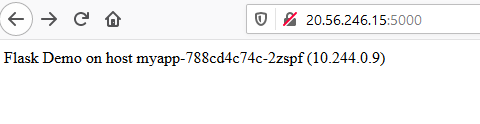 20.56.246.15:5000
Flask Demo on host myapp-788cd4c74c-2zspf (10.244.0.9)